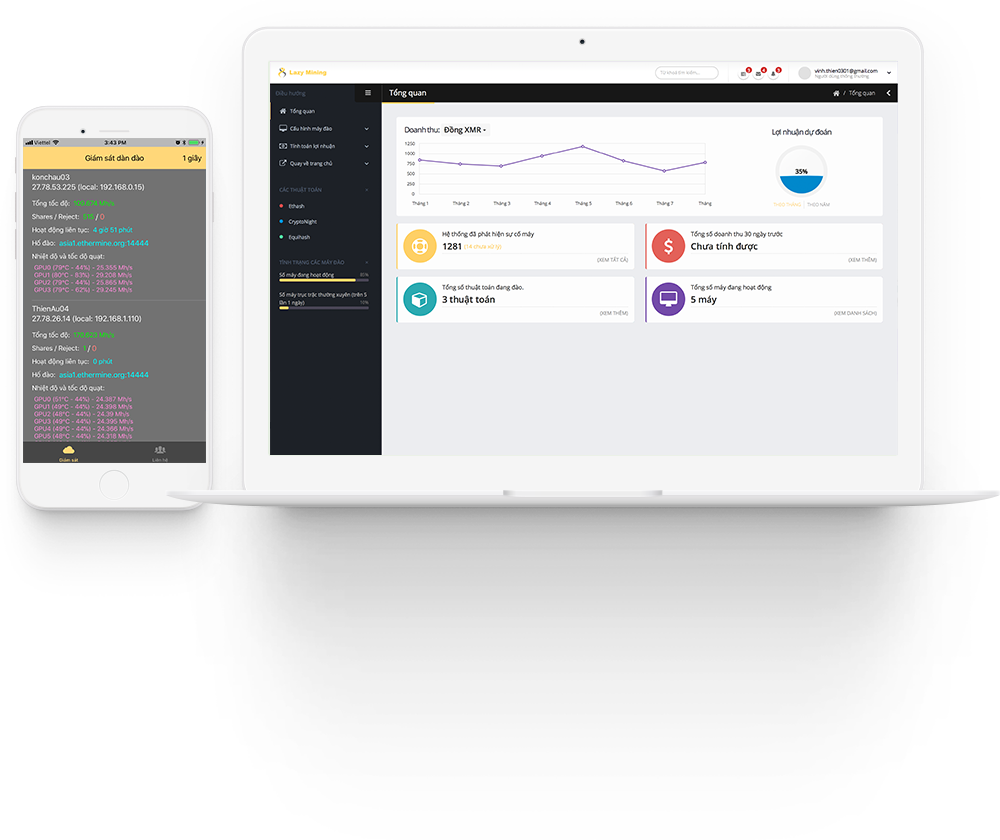 Viettel
3:43 PM
Giám sát dàn đào
1 giây
konchau03
27.78.53.225 (local: 192.168.0.15)
Tổng tốc độ: 109.674 Mh/s
Shares / Reject: 515 / 0
Hoạt động liên tục: 4 giờ 51 phút
Hồ đào: asia1.ethermine.org:14444
Nhiệt độ và tốc độ quạt:
GPU0 (79°C - 44%) - 25.355 Mh/s
GPU1 (80°C - 83%) - 29.208 Mh/s
GPU2 (79°C - 44%) - 25.865 Mh/s
GPU3 (79°C - 62%) - 29.245 Mh/s
ThienAu04
27.78.26.14 (local: 192.168.1.110)
Tổng tốc độ: 170.623 Mh/s
Shares / Reject: / 0
Hoạt động liên tục: 0 phút
Hồ đào: asia1.ethermine.org:14444
Nhiệt độ và tốc độ quạt:
GPU0 (51°C - 44%) - 24.387 Mh/s
GPU1 (49°C - 44%) - 24.398 Mh/s
GPU2 (48°C - 44%) - 24.39 Mh/s
GPU3 (49°C - 44%) - 24.395 Mh/s
GPU4 (49°C - 44%) - 24.366 Mh/s
GPU5 (48°C - 44%) - 24.318 Mh/s
Giám sát
Liên hệ
Lazy Mining
Từ khoá tìm kiếm...
vinh.thien0301@gmail.com
Người dùng thông thường
Điều hướng
Tổng quan
Cấu hình máy đào
Tính toán lợi nhuận
Quay về trang chủ
CÁC THUẬT TOÁN
Ethash
CryptoNight
Equihash
TÌNH TRẠNG CÁC MÁY ĐÀO
Số máy đang hoạt động 80%
Số máy trục trặc thường xuyên (trên 5
lần 1 ngày) 10%
Tổng quan
/ Tổng quan
Doanh thu: Đồng XMR
1250
1000
750
500
250
0
Tháng 1
Tháng 2
Tháng 3
Tháng 4
Tháng 5
Tháng 6
Tháng 7
Tháng
Lợi nhuận dự đoán
35%
THEO THÁNG
THEO NĂM
Hệ thống đã phát hiện sự cố máy
1281 (14 chưa xử lý)
(XEM TẤT CẢ)
Tổng số doanh thu 30 ngày trước
Chưa tính được
(XEM THÊM)
Tổng số thuật toán đang đào.
3 thuật toán
(XEM THÊM)
Tổng số máy đang hoạt động
5 máy
(XEM DANH SÁCH)